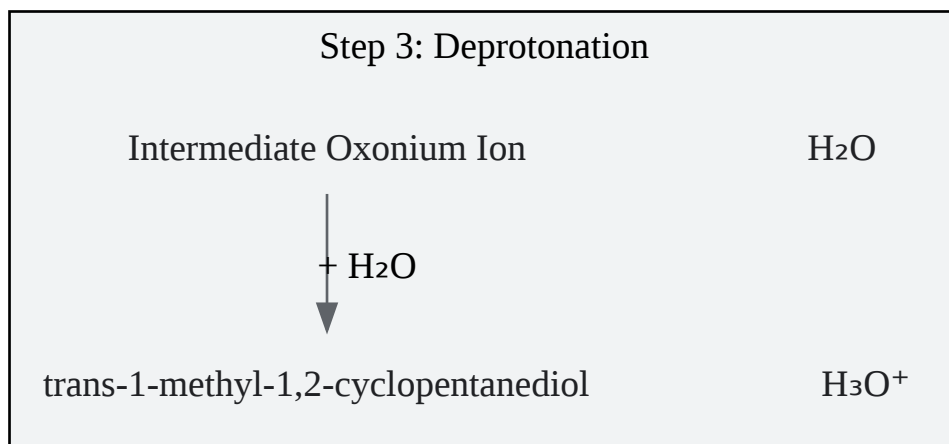 Step 3: Deprotonation
Intermediate Oxonium Ion H₂O
+ H₂O
trans-1-methyl-1,2-cyclopentanediol H₃O⁺